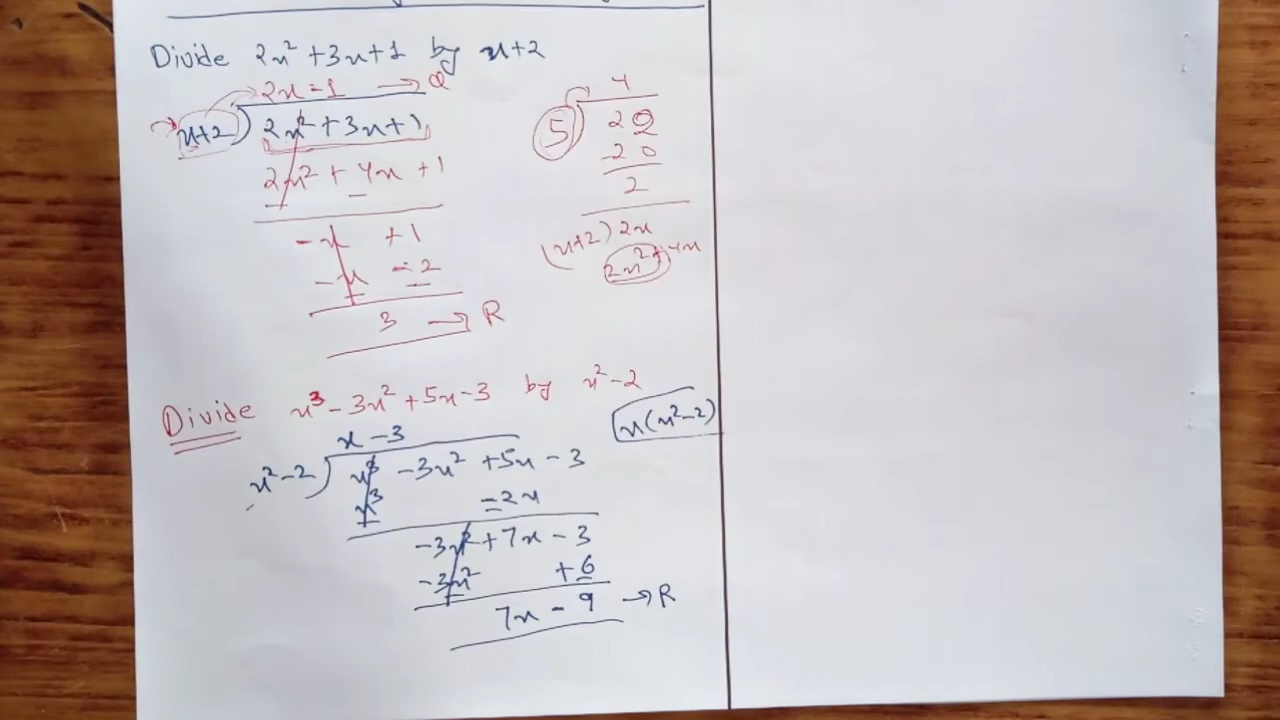 Divide 2x² + 3x + 1 by x+2
2x = 1 → Q
x+2 ) 2x² + 3x + 1
2x² + 4x + 1
-x + 1
-x - 2
3 → R
4
5 ) 22
-20
2
(x+2) 2x
2x² + 4x
Divide x³ - 3x² + 5x - 3 by x² - 2
x(x²-2)
x - 3
x²-2 ) x³ - 3x² + 5x - 3
x³ - 2x
-3x² + 7x - 3
-3x² + 6
7x - 9 → R